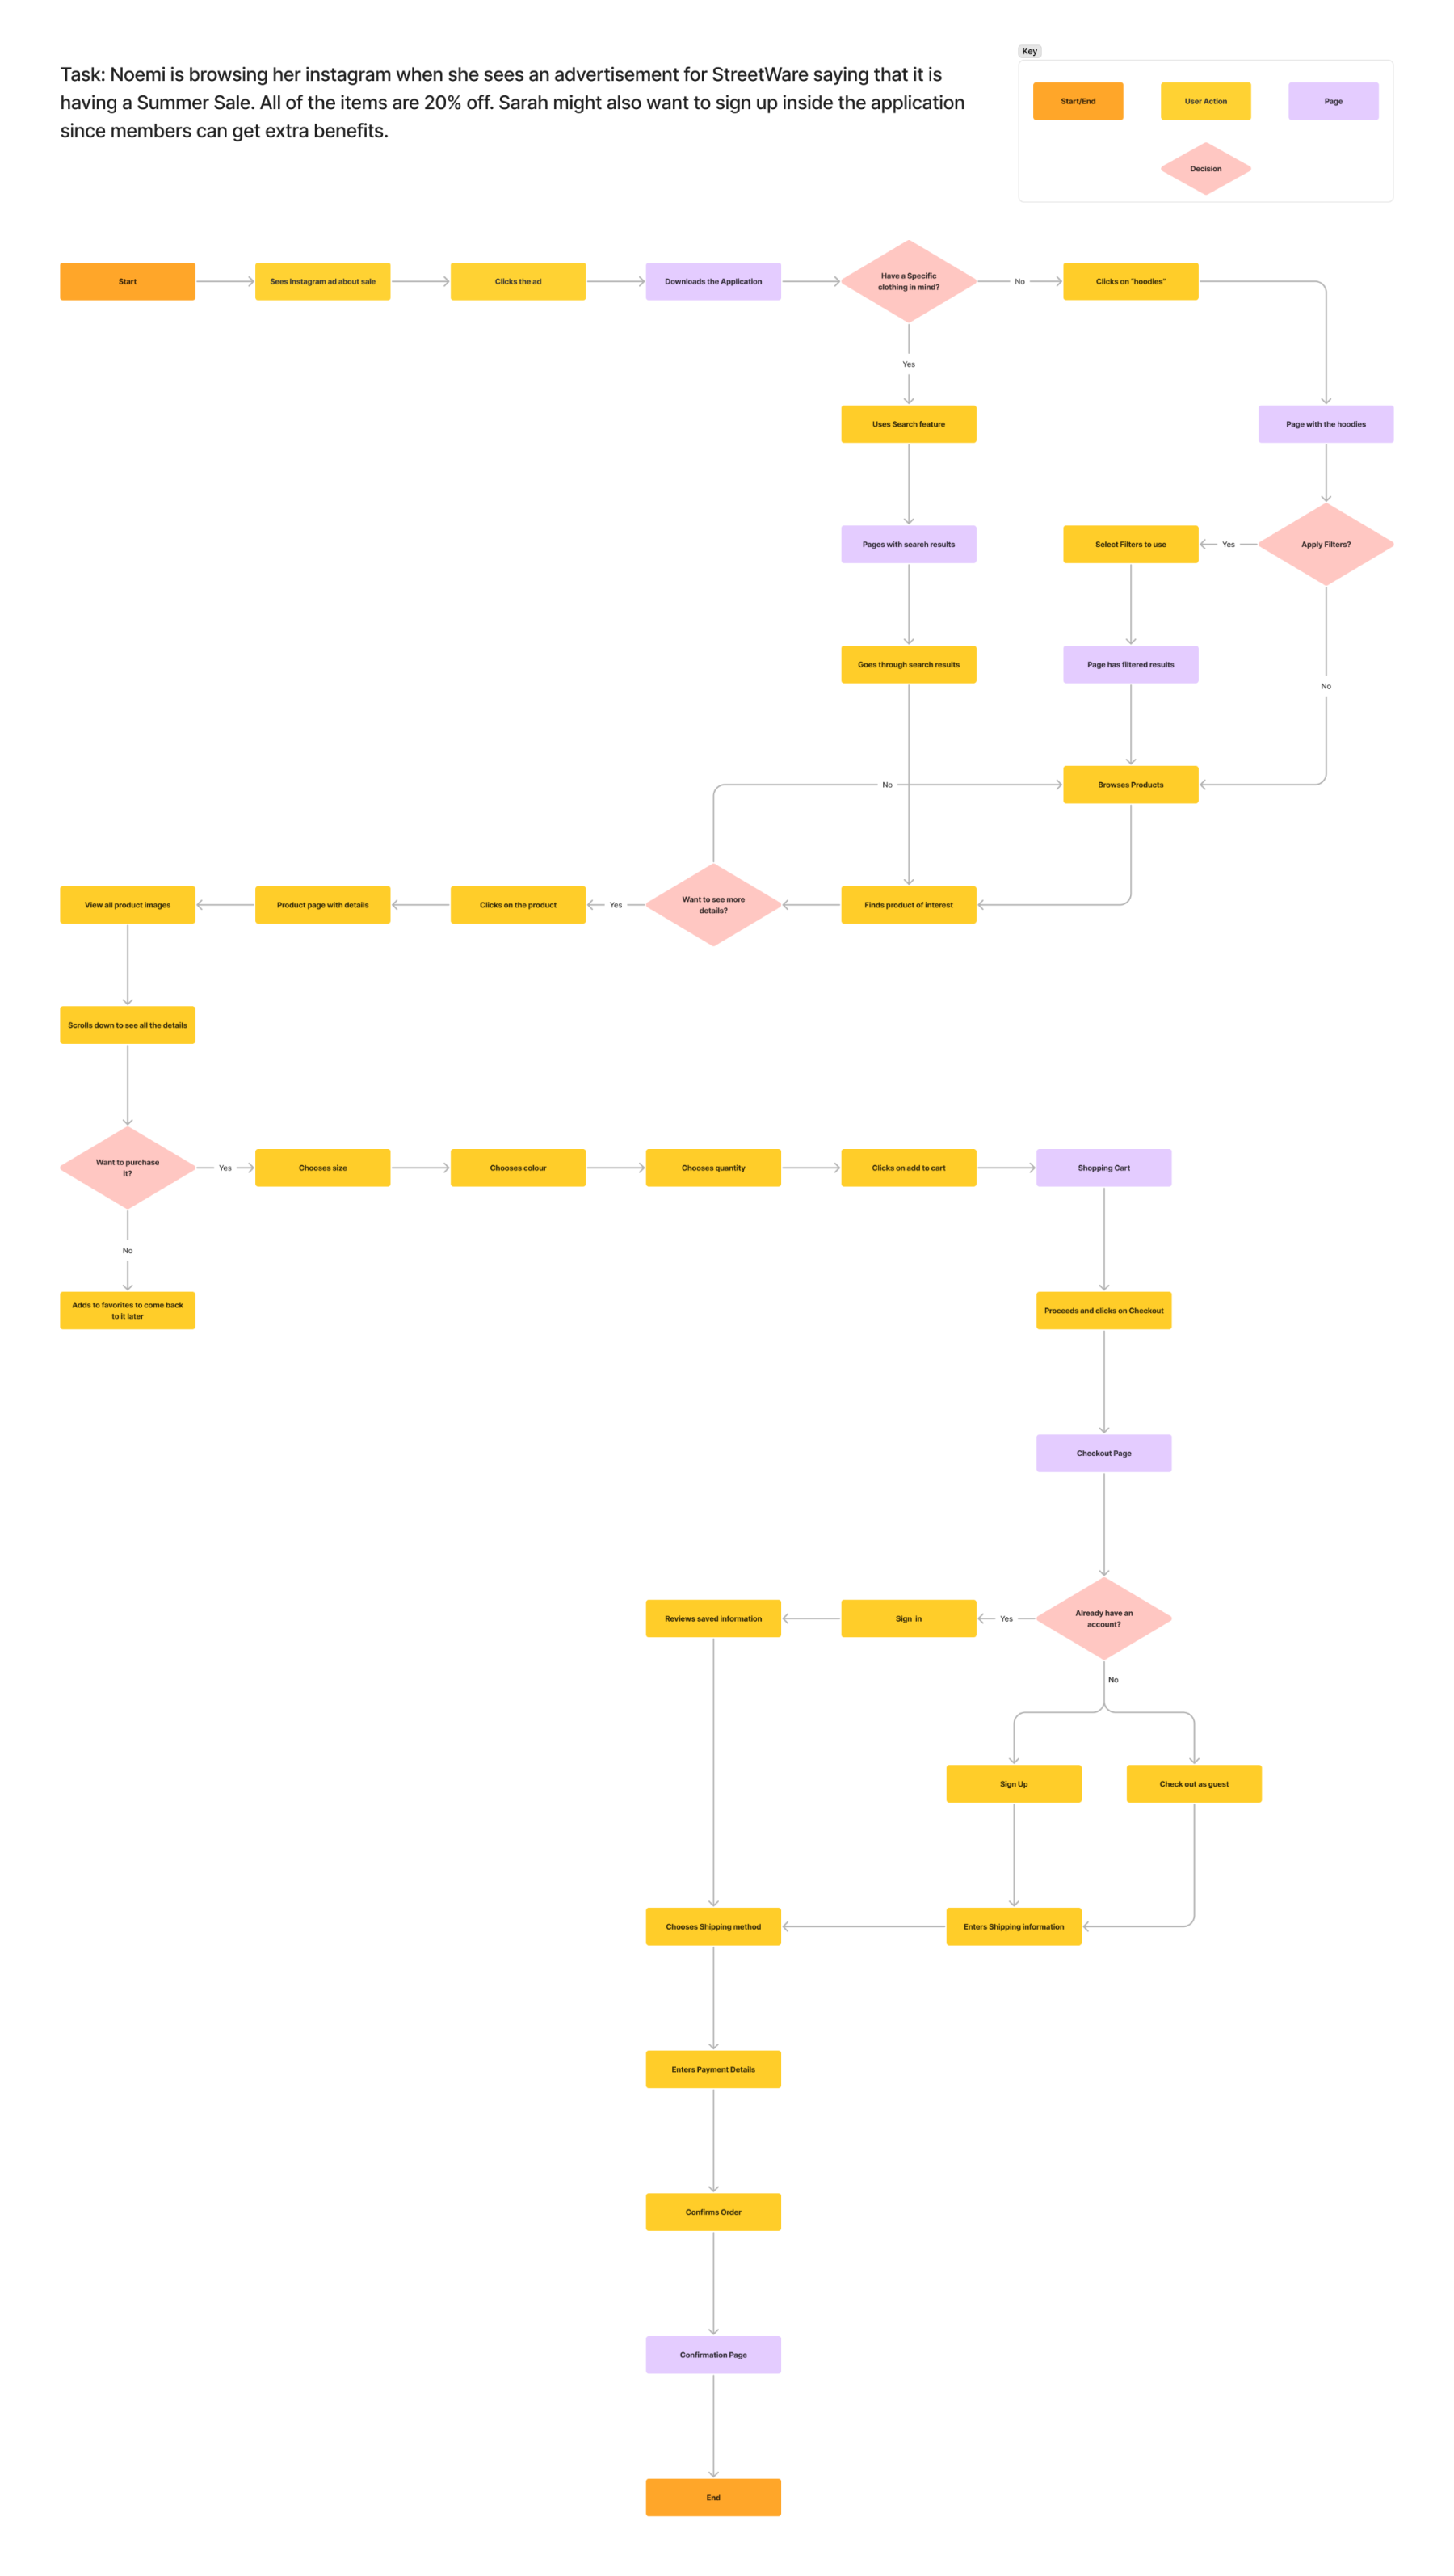 Task: Noemi is browsing her instagram when she sees an advertisement for StreetWare saying that it is
having a Summer Sale. All of the items are 20% off. Sarah might also want to sign up inside the application
since members can get extra benefits.
Key
Start/End
User Action
Page
Decision
Start
Sees Instagram ad about sale
Clicks the ad
Downloads the Application
Have a Specific
clothing in mind?
No
Clicks on "hoodies"
Yes
Uses Search feature
Page with the hoodies
Pages with search results
Select Filters to use
Yes
Apply Filters?
Goes through search results
Page has filtered results
No
No
Browses Products
View all product images
Product page with details
Clicks on the product
Yes
Want to see more
details?
Finds product of interest
Scrolls down to see all the details
Want to purchase
it?
Yes
Chooses size
Chooses colour
Chooses quantity
Clicks on add to cart
Shopping Cart
No
Adds to favorites to come back
to it later
Proceeds and clicks on Checkout
Checkout Page
Reviews saved information
Sign in
Yes
Already have an
account?
No
Sign Up
Check out as guest
Chooses Shipping method
Enters Shipping information
Enters Payment Details
Confirms Order
Confirmation Page
End